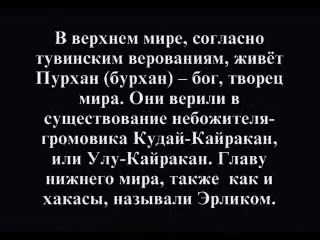 В верхнем мире, согласно
тувинским верованиям, живёт
Пурхан (бурхан) – бог, творец
мира. Они верили в
существование небожителя-
громовика Кудай-Кайракан,
или Улу-Кайракан. Главу
нижнего мира, также  как и
хакасы, называли Эрликом.